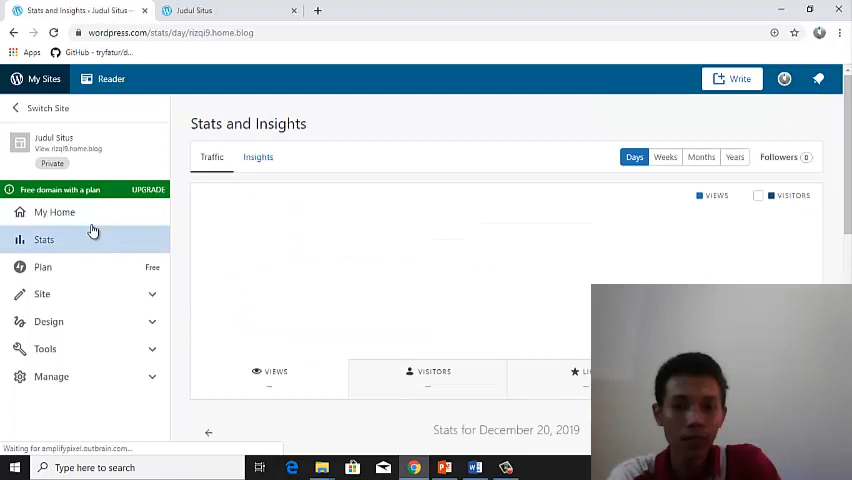 Stats and Insights ‹ Judul Situs —
Judul Situs
wordpress.com/stats/day/rizqi9.home.blog
Apps
GitHub - tryfatur/d...
My Sites
Reader
Write
Switch Site
Judul Situs
View rizqi9.home.blog
Private
Free domain with a plan
UPGRADE
My Home
Stats
Plan
Free
Site
Design
Tools
Manage
Stats and Insights
Traffic
Insights
Days
Weeks
Months
Years
Followers 0
VIEWS
VISITORS
VIEWS
VISITORS
Stats for December 20, 2019
Waiting for amplifypixel.outbrain.com...
Type here to search